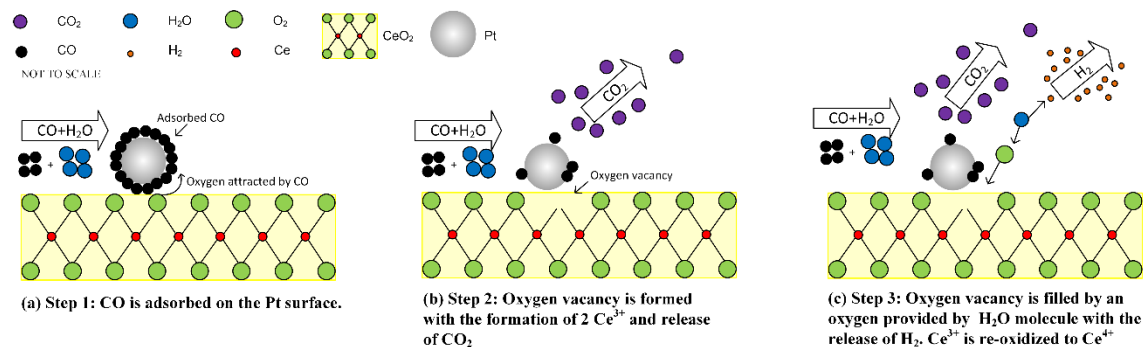 CO₂ H₂O O₂ CeO₂ Pt
CO H₂ Ce
NOT TO SCALE
CO+H₂O
Adsorbed CO
+
Oxygen attracted by CO
(a) Step 1: CO is adsorbed on the Pt surface.
CO₂
CO+H₂O
+
Oxygen vacancy
(b) Step 2: Oxygen vacancy is formed
with the formation of 2 Ce³⁺ and release
of CO₂
CO₂
H₂
CO+H₂O
+
(c) Step 3: Oxygen vacancy is filled by an
oxygen provided by H₂O molecule with the
release of H₂. Ce³⁺ is re-oxidized to Ce⁴⁺